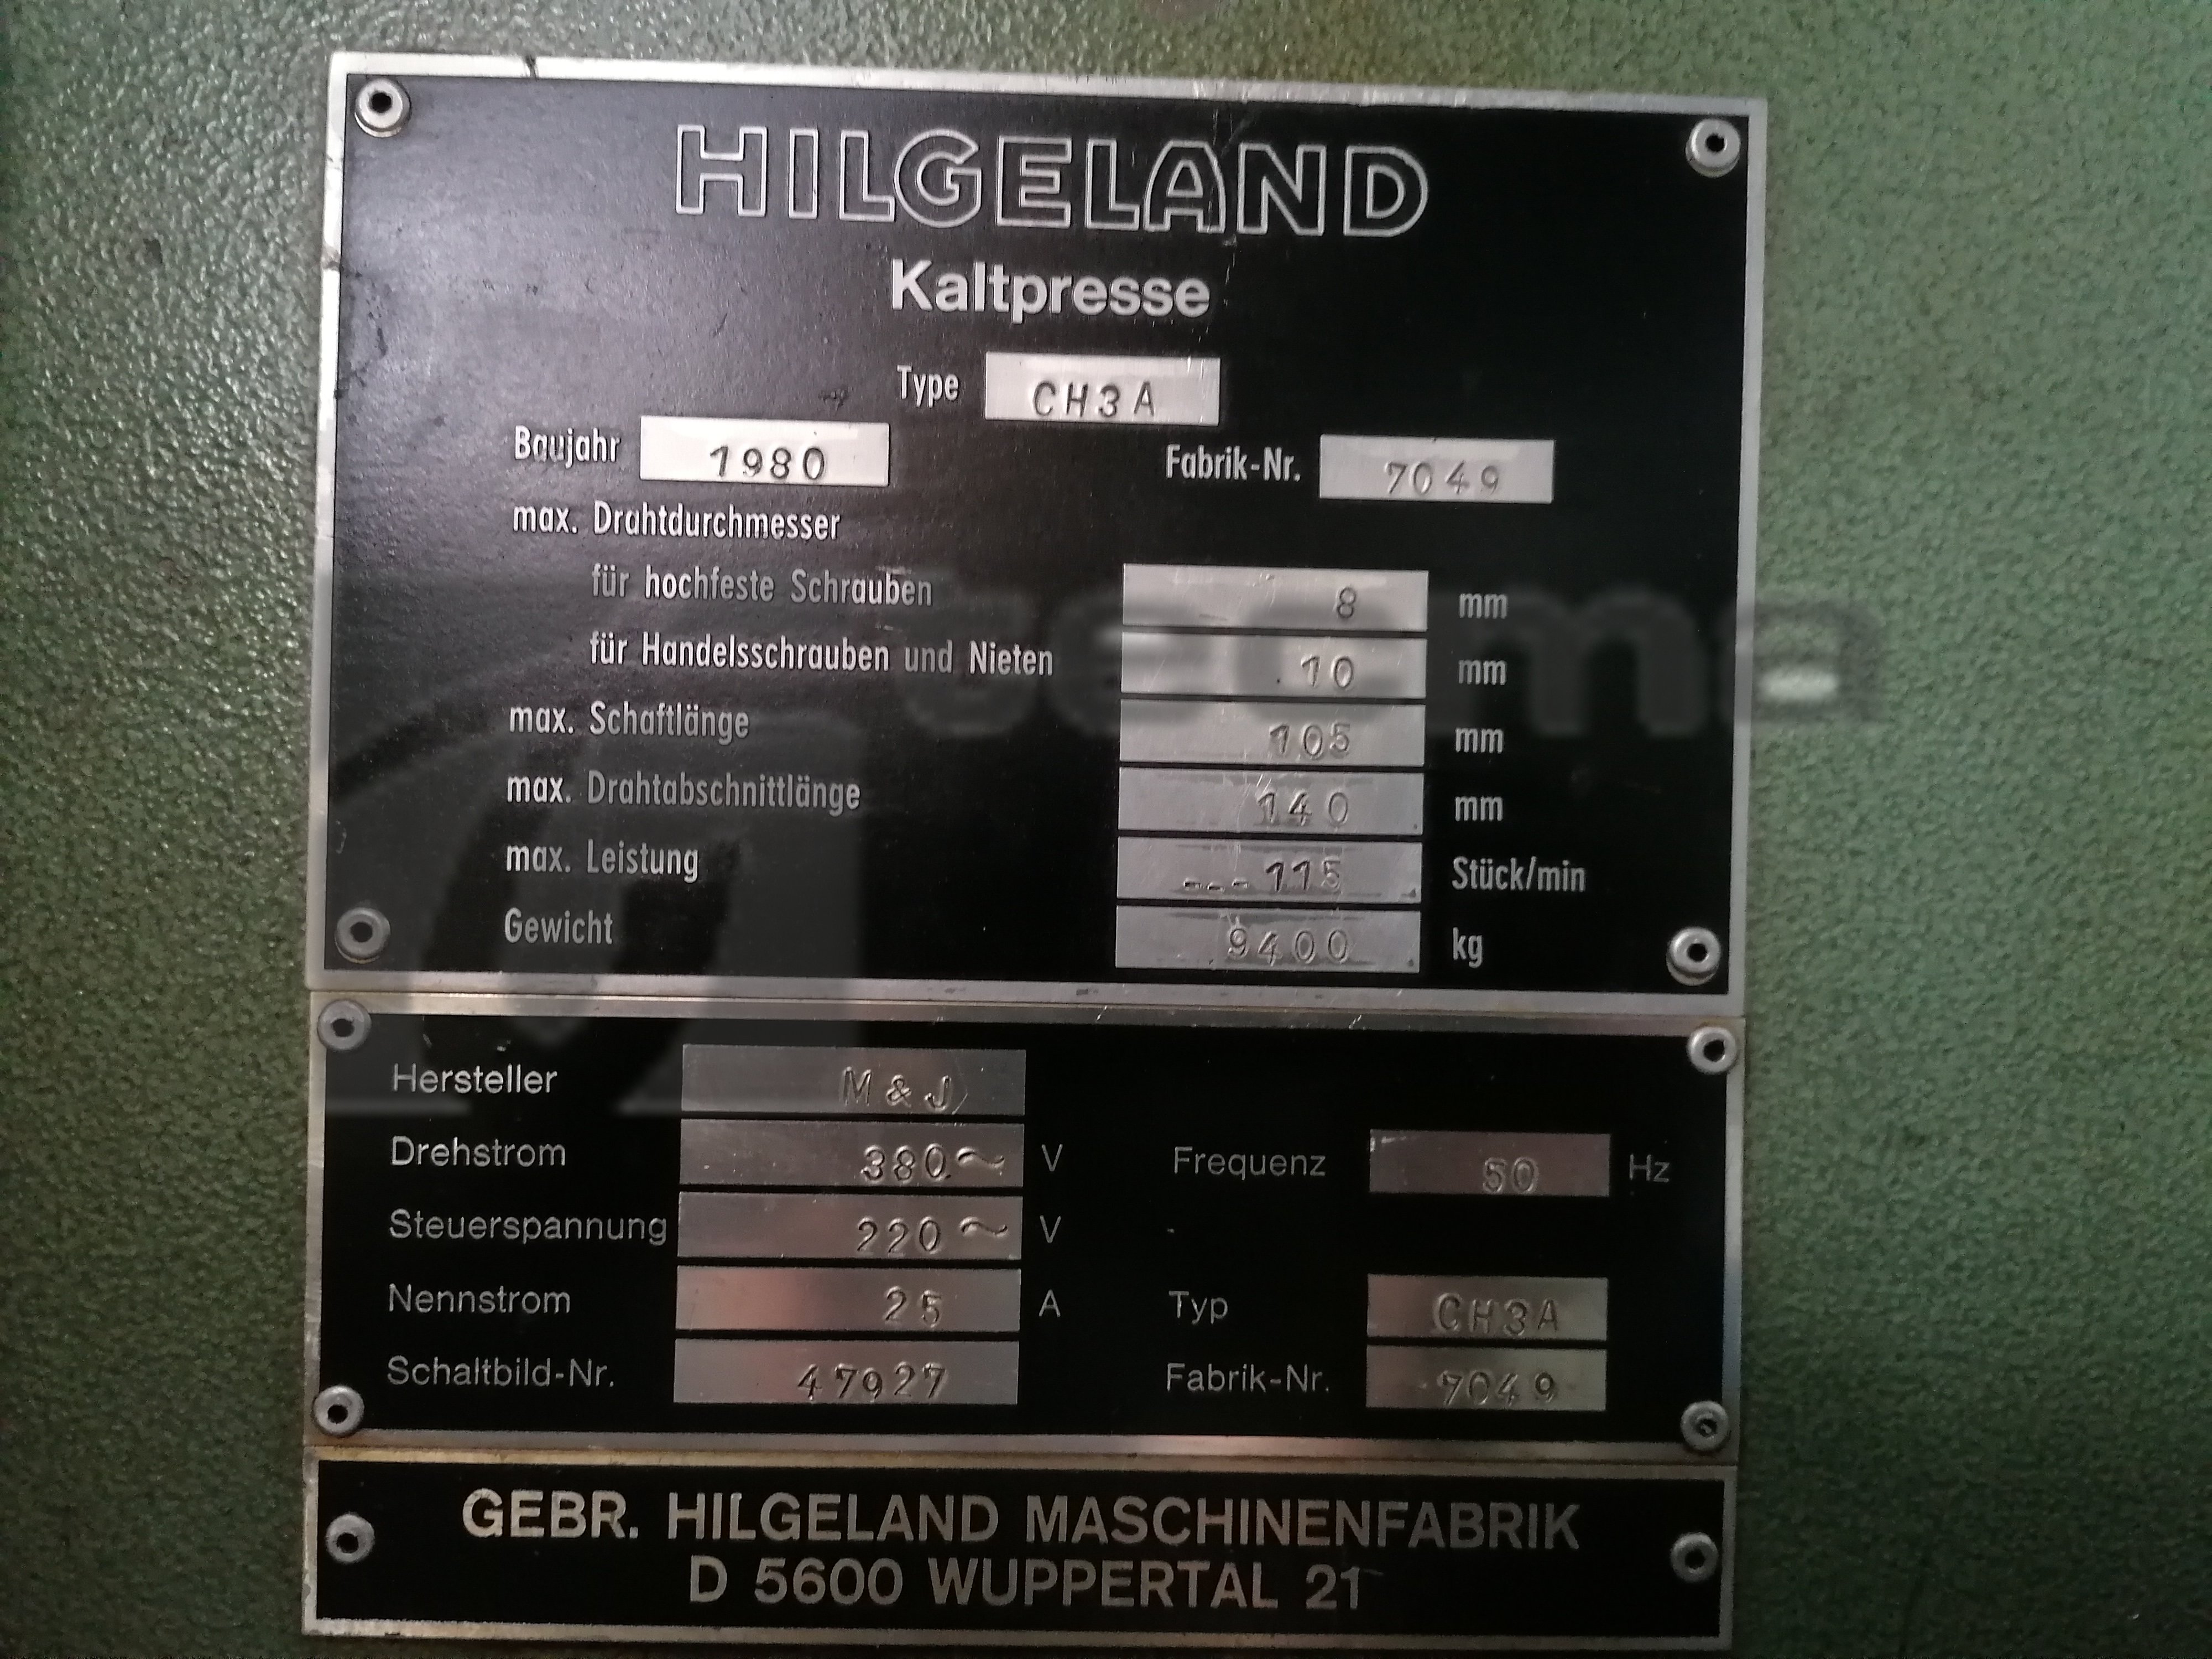 HILGELAND
Kaltpresse
Type CH3A
Baujahr 1980 Fabrik-Nr. 7049
max. Drahtdurchmesser
für hochfeste Schrauben 8 mm
für Handelsschrauben und Nieten 10 mm
max. Schaftlänge 105 mm
max. Drahtabschnittlänge 140 mm
max. Leistung ---115 Stück/min
Gewicht 9400 kg
tecma
Hersteller M & J
Drehstrom 380~ V Frequenz 50 Hz
Steuerspannung 220~ V
Nennstrom 25 A Typ CH3A
Schaltbild-Nr. 47927 Fabrik-Nr. 7049
GEBR. HILGELAND MASCHINENFABRIK
D 5600 WUPPERTAL 21